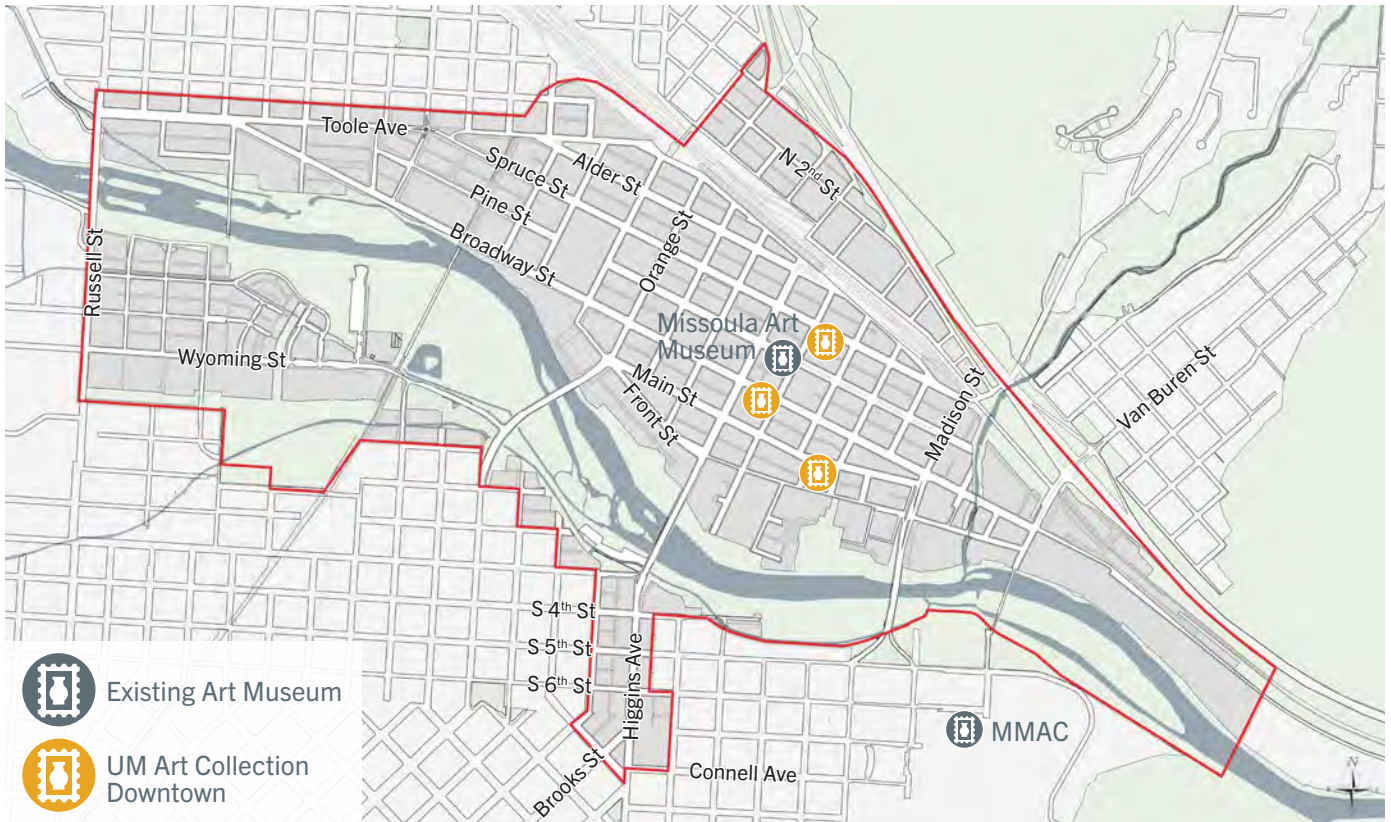 Toole Ave
Spruce St
Alder St
N 2nd St
Pine St
Orange St
Broadway St
Russell St
Missoula Art
Museum
Wyoming St
Main St
Front St
Madison St
Van Buren St
S 4th St
S 5th St
S 6th St
Higgins Ave
Brooks St
Connell Ave
MMAC
Existing Art Museum
UM Art Collection
Downtown
N